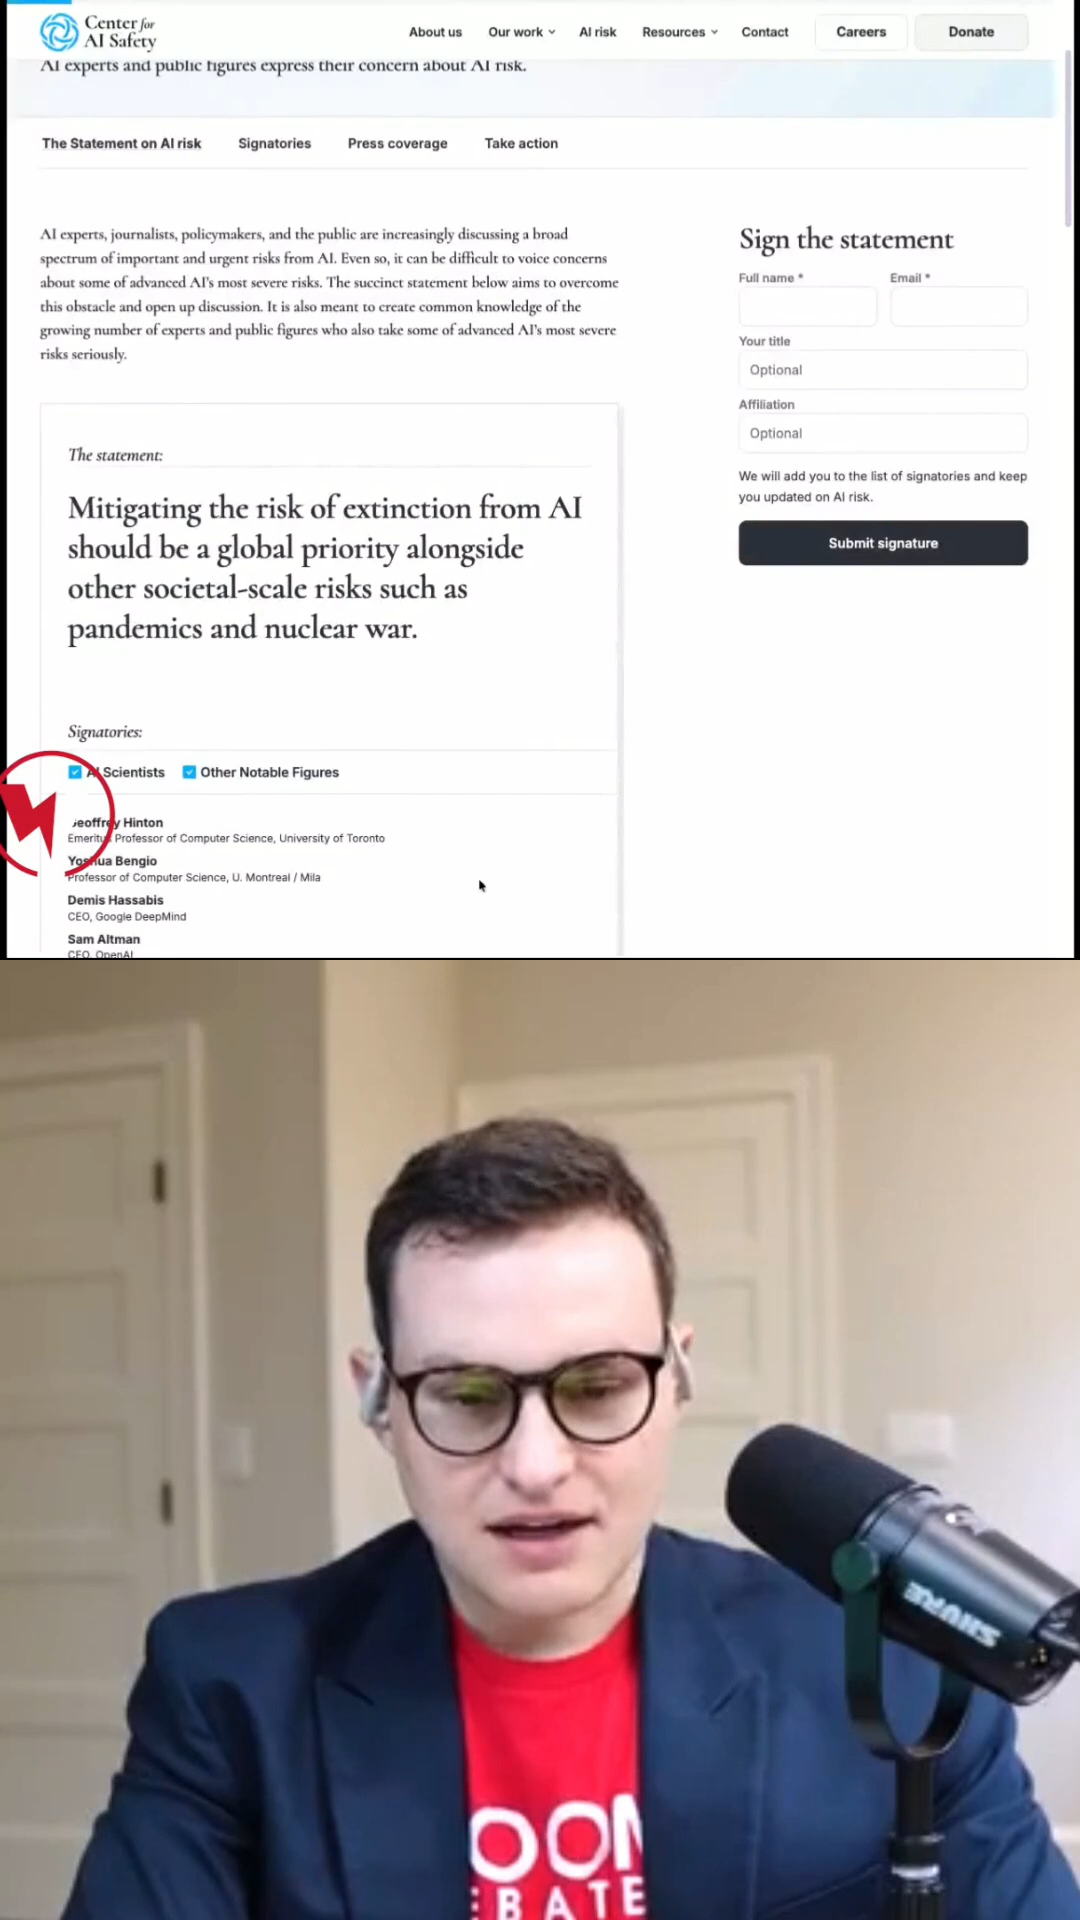 Center for
AI Safety
About us
Our work
AI risk
Resources
Contact
Careers
Donate
AI experts and public figures express their concern about AI risk.
The Statement on AI risk
Signatories
Press coverage
Take action
AI experts, journalists, policymakers, and the public are increasingly discussing a broad
spectrum of important and urgent risks from AI. Even so, it can be difficult to voice concerns
about some of advanced AI's most severe risks. The succinct statement below aims to overcome
this obstacle and open up discussion. It is also meant to create common knowledge of the
growing number of experts and public figures who also take some of advanced AI's most severe
risks seriously.
Sign the statement
Full name *
Email *
Your title
Optional
Affiliation
Optional
We will add you to the list of signatories and keep
you updated on AI risk.
Submit signature
The statement:
Mitigating the risk of extinction from AI
should be a global priority alongside
other societal-scale risks such as
pandemics and nuclear war.
Signatories:
AI Scientists
Other Notable Figures
Geoffrey Hinton
Emeritus Professor of Computer Science, University of Toronto
Yoshua Bengio
Professor of Computer Science, U. Montreal / Mila
Demis Hassabis
CEO, Google DeepMind
Sam Altman
CEO, OpenAI
SHURE
OOM
EBATE